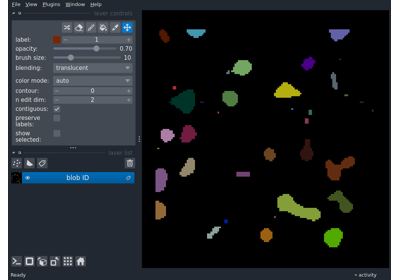 File View Plugins Window Help
layer controls
label: 1
opacity: 0.70
brush size: 10
blending: translucent
color mode: auto
contour: 0
n edit dim: 2
contiguous:
preserve
labels:
show
selected:
layer list
blob ID
Ready
activity